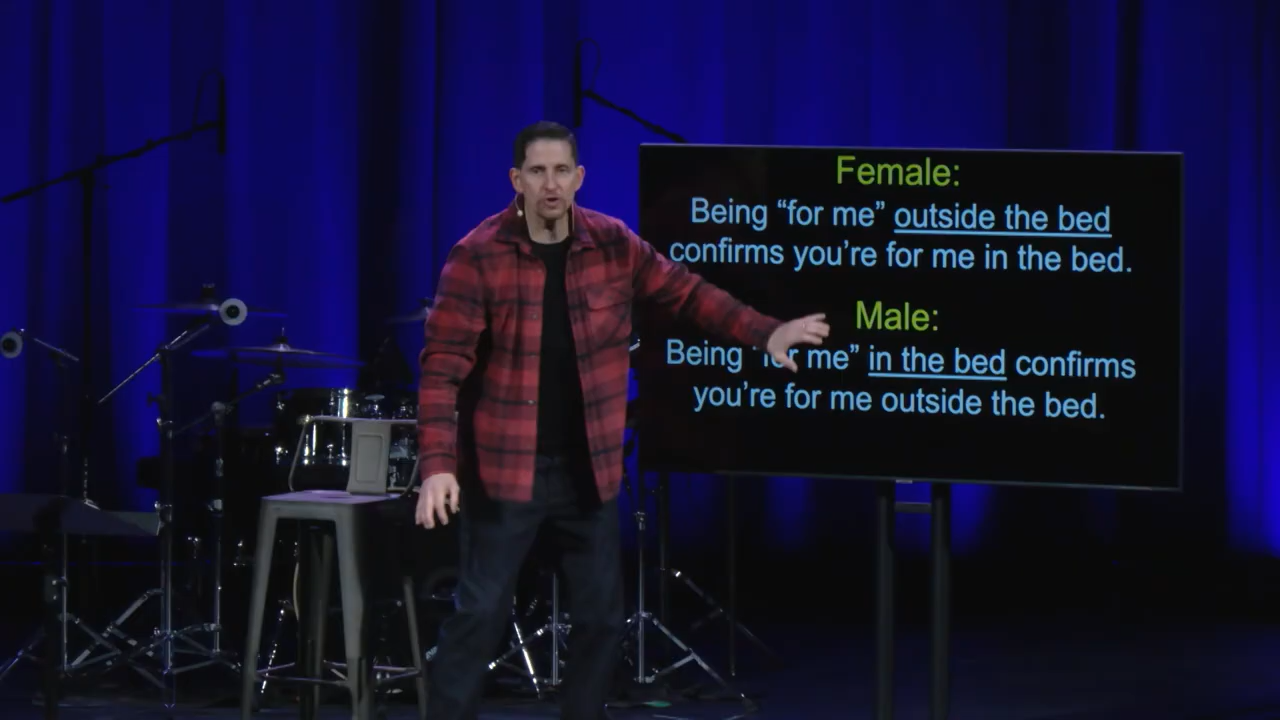 Female:
Being “for me” outside the bed
confirms you’re for me in the bed.
Male:
Being “for me” in the bed confirms
you’re for me outside the bed.